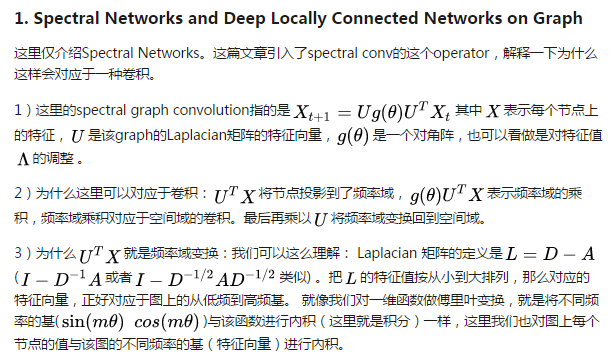 1. Spectral Networks and Deep Locally Connected Networks on Graph
这里仅介绍Spectral Networks。这篇文章引入了spectral conv的这个operator，解释一下为什么
这样会对应于一种卷积。
1）这里的spectral graph convolution指的是 X_{t+1} = Ug(θ)U^T X_t 其中 X 表示每个节点上
的特征，U 是该graph的Laplacian矩阵的特征向量，g(θ) 是一个对角阵，也可以看做是对特征值
Λ 的调整 。
2）为什么这里可以对应于卷积：U^T X 将节点投影到了频率域，g(θ)U^T X 表示频率域的乘
积，频率域乘积对应于空间域的卷积。最后再乘以 U 将频率域变换回到空间域。
3）为什么 U^T X 就是频率域变换：我们可以这么理解： Laplacian 矩阵的定义是 L = D − A
( I − D^{-1}A 或者 I − D^{-1/2}AD^{-1/2} 类似) 。把 L 的特征值按从小到大排列，那么对应的
特征向量，正好对应于图上的从低频到高频基。 就像我们对一维函数做傅里叶变换，就是将不同频
率的基( sin(mθ) cos(mθ) )与该函数进行内积（这里就是积分）一样，这里我们也对图上每个
节点的值与该图的不同频率的基（特征向量）进行内积。